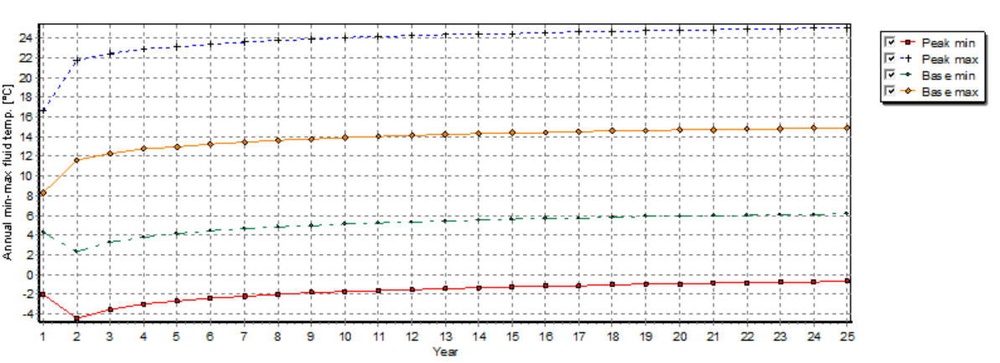 Annual min-max fluid temp. [°C]
24
22
20
18
16
14
12
10
8
6
4
2
0
-2
-4
1 2 3 4 5 6 7 8 9 10 11 12 13 14 15 16 17 18 19 20 21 22 23 24 25
Year
Peak min
Peak max
Base min
Base max